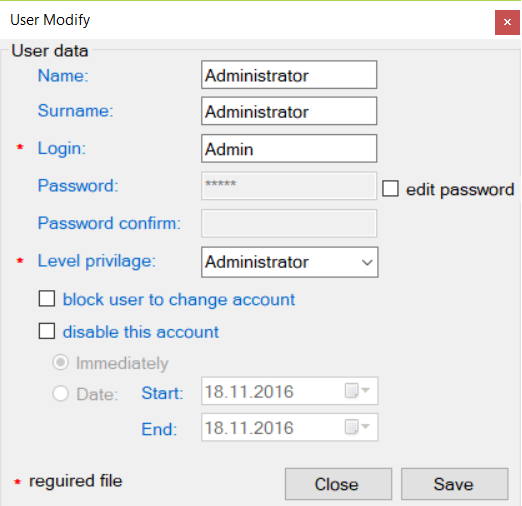 User Modify
User data
Name: Administrator
Surname: Administrator
* Login: Admin
Password: ***** edit password
Password confirm:
* Level privilage: Administrator
block user to change account
disable this account
Immediately
Date: Start: 18.11.2016
End: 18.11.2016
* reguired file Close Save